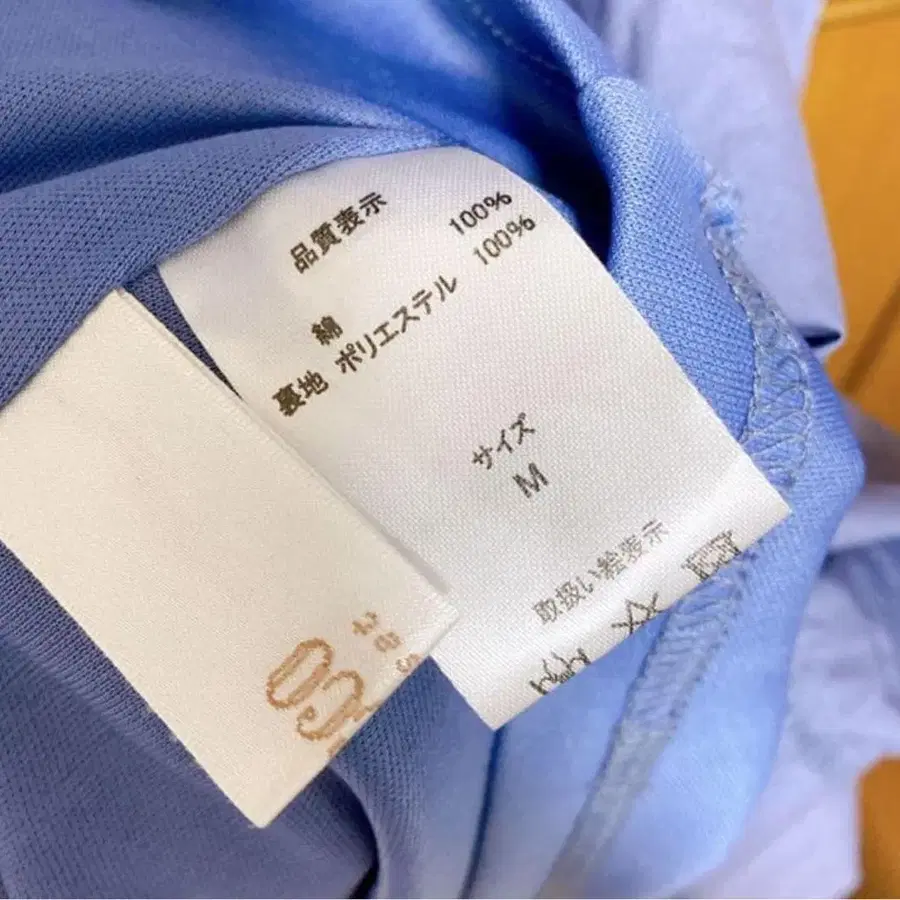 品質表示
綿 100%
裏地 ポリエステル 100%
サイズ
M
取扱い絵表示